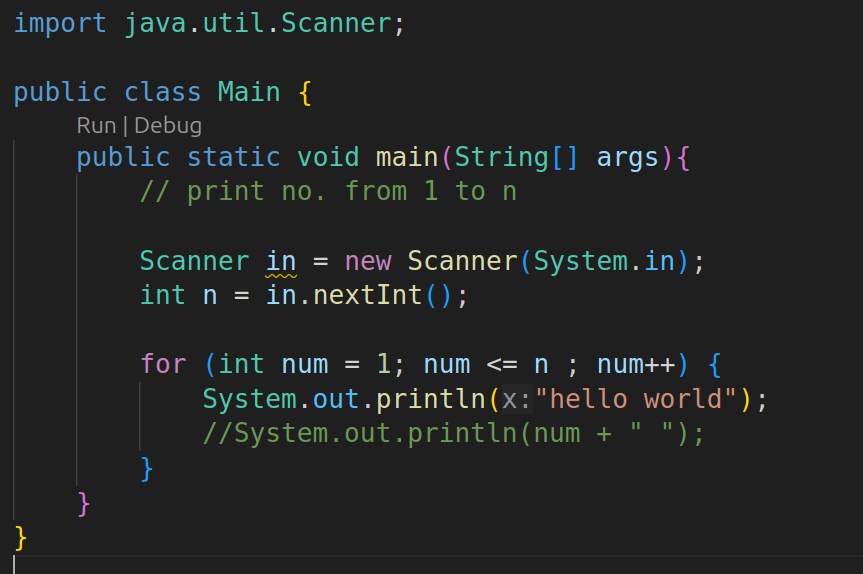 import java.util.Scanner;
public class Main {
Run | Debug
public static void main(String[] args){
// print no. from 1 to n
Scanner in = new Scanner(System.in);
int n = in.nextInt();
for (int num = 1; num <= n ; num++) {
System.out.println(x:"hello world");
//System.out.println(num + " ");
}
}
}